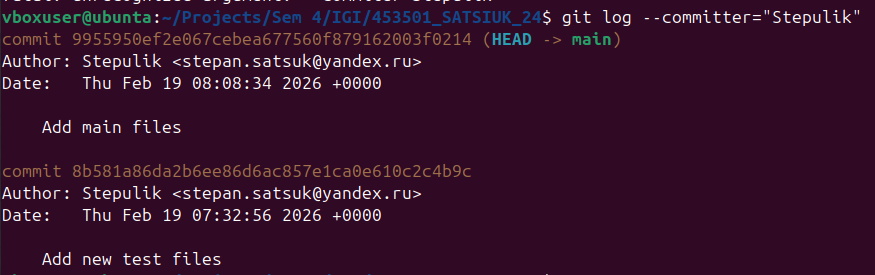 vboxuser@ubunta:~/Projects/Sem 4/IGI/453501_SATSIUK_24$ git log --committer="Stepulik"
commit 9955950ef2e067cebea677560f879162003f0214 (HEAD -> main)
Author: Stepulik <stepan.satsuk@yandex.ru>
Date:   Thu Feb 19 08:08:34 2026 +0000

    Add main files

commit 8b581a86da2b6ee86d6ac857e1ca0e610c2c4b9c
Author: Stepulik <stepan.satsuk@yandex.ru>
Date:   Thu Feb 19 07:32:56 2026 +0000

    Add new test files